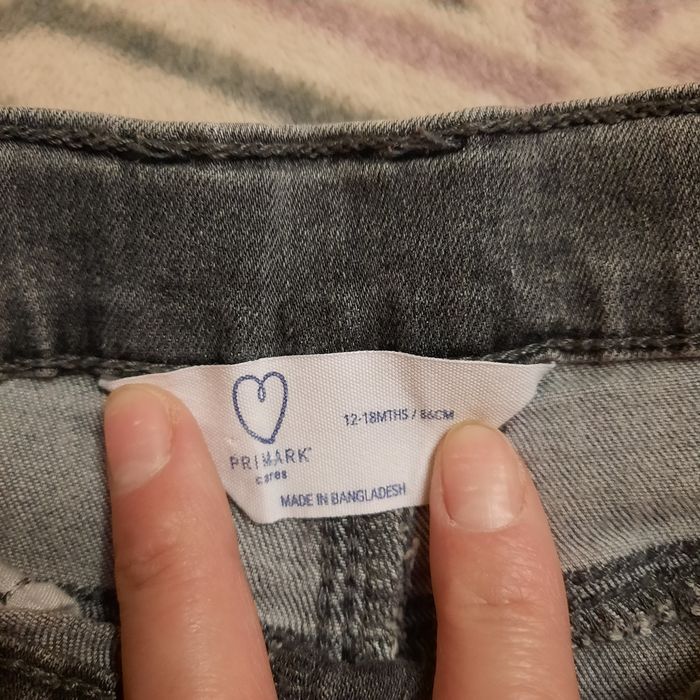 12-18MTHS / 86CM
PRIMARK
cares
MADE IN BANGLADESH